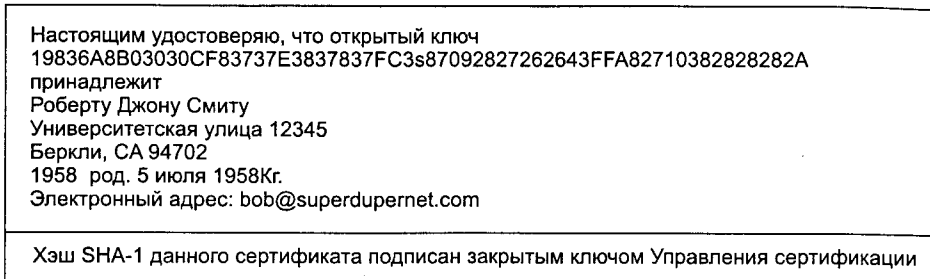 Настоящим удостоверяю, что открытый ключ
19836A8B03030CF83737E3837837FC3s87092827262643FFA82710382828282A
принадлежит
Роберту Джону Смиту
Университетская улица 12345
Беркли, СА 94702
1958 род. 5 июля 1958Кг.
Электронный адрес: bob@superdupernet.com
Хэш SHA-1 данного сертификата подписан закрытым ключом Управления сертификации